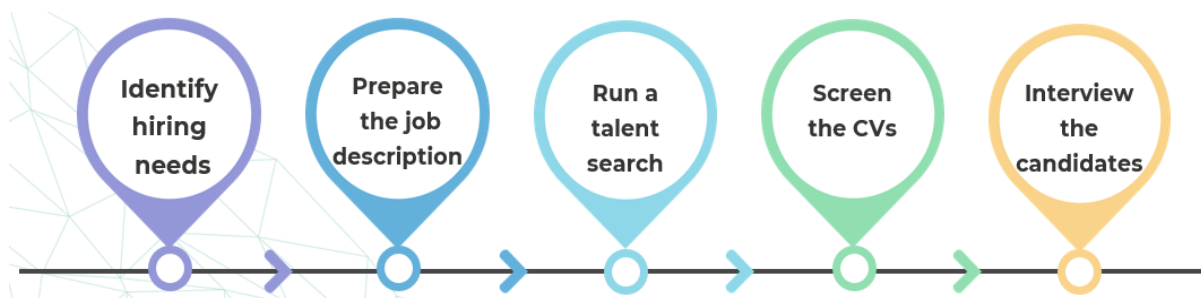 Identify
hiring
needs
Prepare
the job
description
Run a
talent
search
Screen
the CVs
Interview
the
candidates